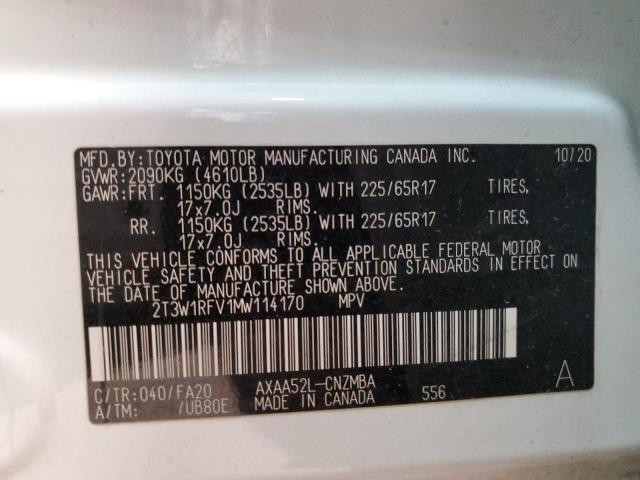 MFD. BY: TOYOTA MOTOR MANUFACTURING CANADA INC. 10/20
GVWR: 2090KG (4610LB)
GAWR: FRT. 1150KG (2535LB) WITH 225/65R17 TIRES,
17x7.0J RIMS.
RR. 1150KG (2535LB) WITH 225/65R17 TIRES,
17x7.0J RIMS.
THIS VEHICLE CONFORMS TO ALL APPLICABLE FEDERAL MOTOR
VEHICLE SAFETY AND THEFT PREVENTION STANDARDS IN EFFECT ON
THE DATE OF MANUFACTURE SHOWN ABOVE.
2T3W1RFV1MW114170 MPV
C/TR: 040/FA20 AXAA52L-CNZMBA A
A/TM: /UB80E MADE IN CANADA 556